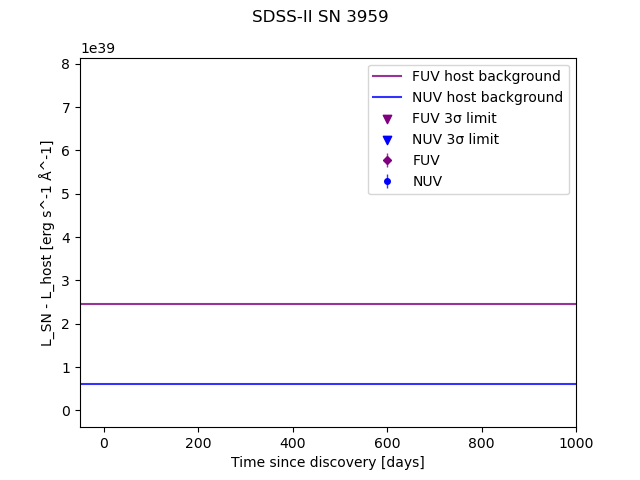 SDSS-II SN 3959
1e39
8
7
6
5
4
3
2
1
0
L_SN - L_host [erg s^-1 Å^-1]
FUV host background
NUV host background
FUV 3σ limit
NUV 3σ limit
FUV
NUV
0 200 400 600 800 1000
Time since discovery [days]